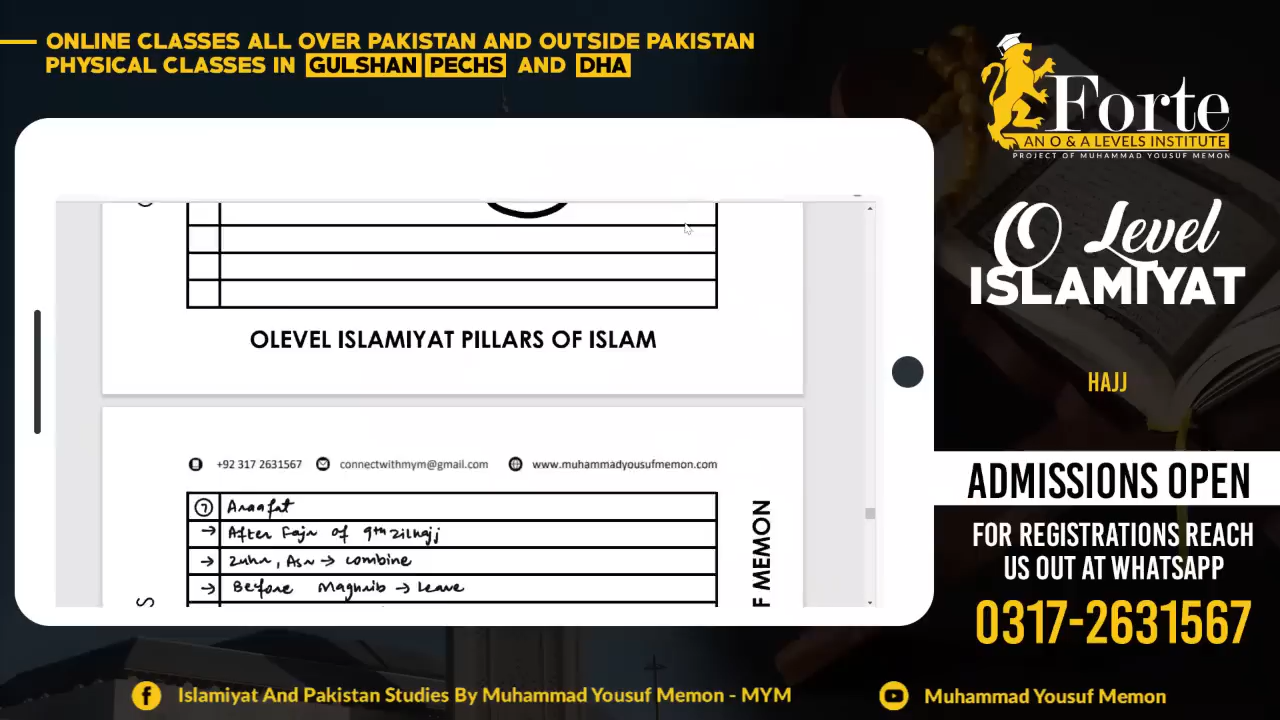 ONLINE CLASSES ALL OVER PAKISTAN AND OUTSIDE PAKISTAN
PHYSICAL CLASSES IN GULSHAN PECHS AND DHA
Forte
AN O & A LEVELS INSTITUTE
PROJECT OF MUHAMMAD YOUSUF MEMON
O Level
ISLAMIYAT
HAJJ
ADMISSIONS OPEN
FOR REGISTRATIONS REACH
US OUT AT WHATSAPP
0317-2631567
OLEVEL ISLAMIYAT PILLARS OF ISLAM
+92 317 2631567 connectwithmym@gmail.com www.muhammadyousufmemon.com
7 Araafat
→ After Fajr of 9th zilhajj
→ Zuhr, Asr → combine
→ Before Maghrib → Leave
F MEMON
S
Islamiyat And Pakistan Studies By Muhammad Yousuf Memon - MYM
Muhammad Yousuf Memon